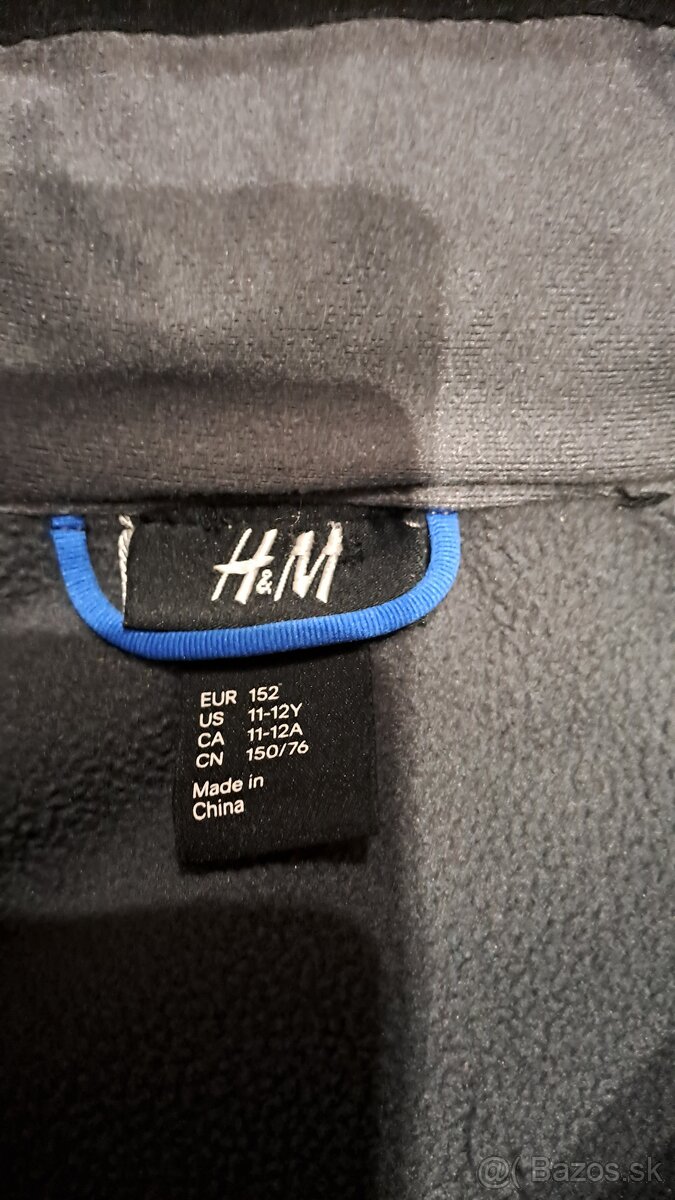 H&M
EUR 152
US 11-12Y
CA 11-12A
CN 150/76
Made in
China
@( Bazos.sk